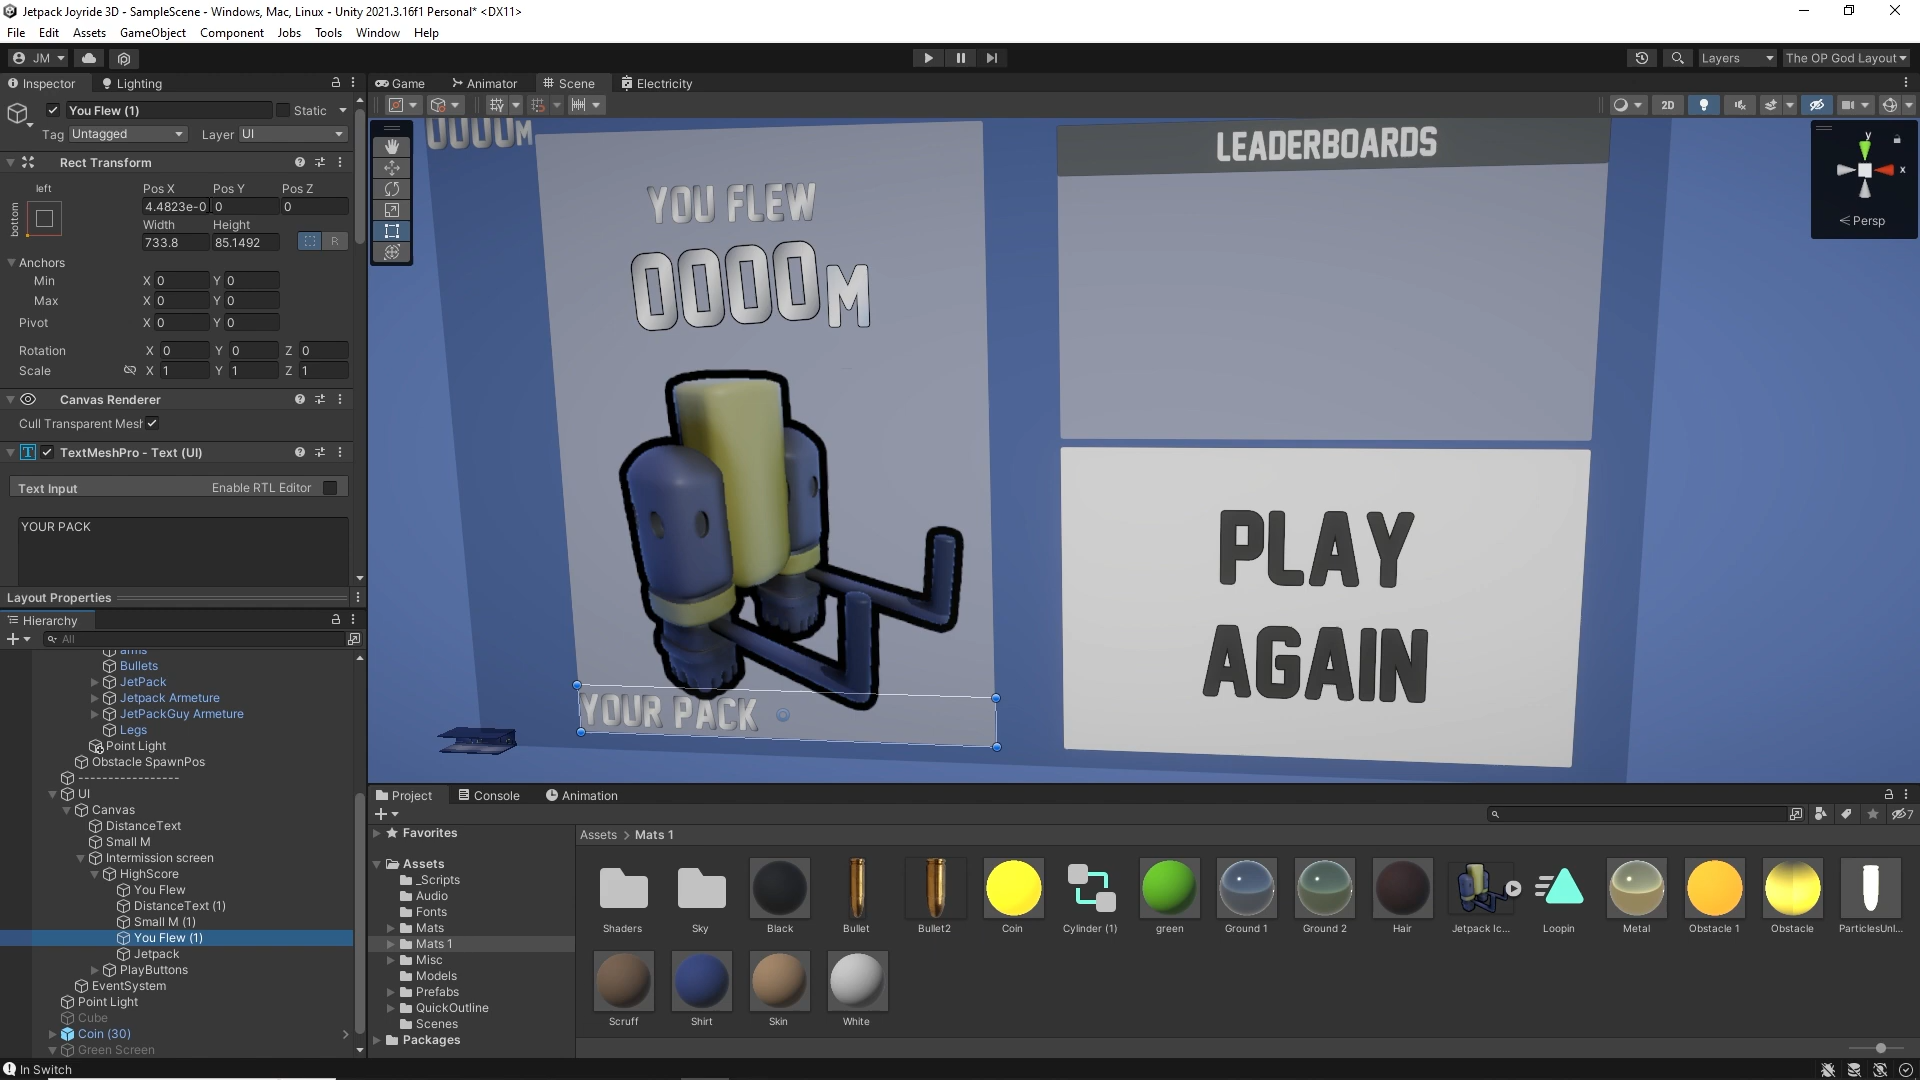 Jetpack Joyride 3D - SampleScene - Windows, Mac, Linux - Unity 2021.3.16f1 Personal* <DX11>
File Edit Assets GameObject Component Jobs Tools Window Help
JM Layers The OP God Layout
Inspector Lighting
Game Animator Scene Electricity
You Flew (1) Static
2D
Tag Untagged Layer UI
Rect Transform
left
bottom
Pos X Pos Y Pos Z
4.4823e-0 0 0
Width Height
733.8 85.1492 R
Anchors
Min X 0 Y 0
Max X 0 Y 0
Pivot X 0 Y 0
Rotation X 0 Y 0 Z 0
Scale X 1 Y 1 Z 1
Canvas Renderer
Cull Transparent Mesh
TextMeshPro - Text (UI)
Text Input Enable RTL Editor
YOUR PACK
Layout Properties
0000M
YOU FLEW
0000M
YOUR PACK
LEADERBOARDS
PLAY
AGAIN
y
x
Persp
Hierarchy
All
arms
Bullets
JetPack
Jetpack Armeture
JetPackGuy Armeture
Legs
Point Light
Obstacle SpawnPos
-----------------
UI
Canvas
DistanceText
Small M
Intermission screen
HighScore
You Flew
DistanceText (1)
Small M (1)
You Flew (1)
Jetpack
PlayButtons
EventSystem
Point Light
Cube
Coin (30)
Green Screen
Project Console Animation
7
Favorites
Assets
_Scripts
Audio
Fonts
Mats
Mats 1
Misc
Models
Prefabs
QuickOutline
Scenes
Packages
Assets > Mats 1
Shaders Sky Black Bullet Bullet2 Coin Cylinder (1) green Ground 1 Ground 2 Hair Jetpack Ic... Loopin Metal Obstacle 1 Obstacle ParticlesUnl...
Scruff Shirt Skin White
In Switch